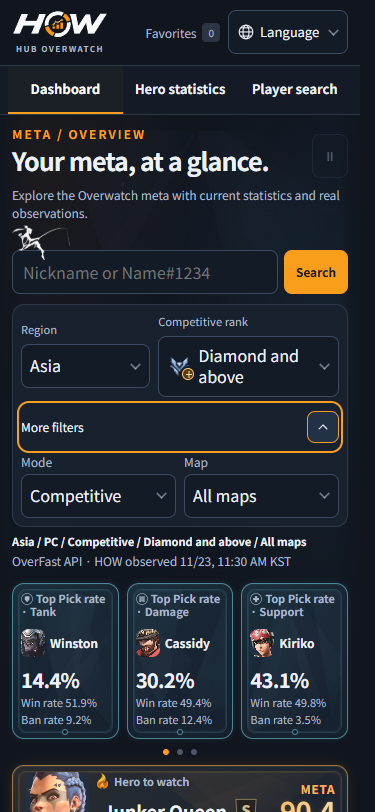 HOW
HUB OVERWATCH
Favorites 0
Language
Dashboard Hero statistics Player search
META / OVERVIEW
Your meta, at a glance.
Explore the Overwatch meta with current statistics and real
observations.
Nickname or Name#1234
Search
Region
Asia
Competitive rank
Diamond and
above
More filters
Mode
Competitive
Map
All maps
Asia / PC / Competitive / Diamond and above / All maps
OverFast API · HOW observed 11/23, 11:30 AM KST
Top Pick rate
· Tank
Winston
14.4%
Win rate 51.9%
Ban rate 9.2%
Top Pick rate
· Damage
Cassidy
30.2%
Win rate 49.4%
Ban rate 12.4%
Top Pick rate
· Support
Kiriko
43.1%
Win rate 49.8%
Ban rate 3.5%
Hero to watch
META
Junker Queen S
90.4